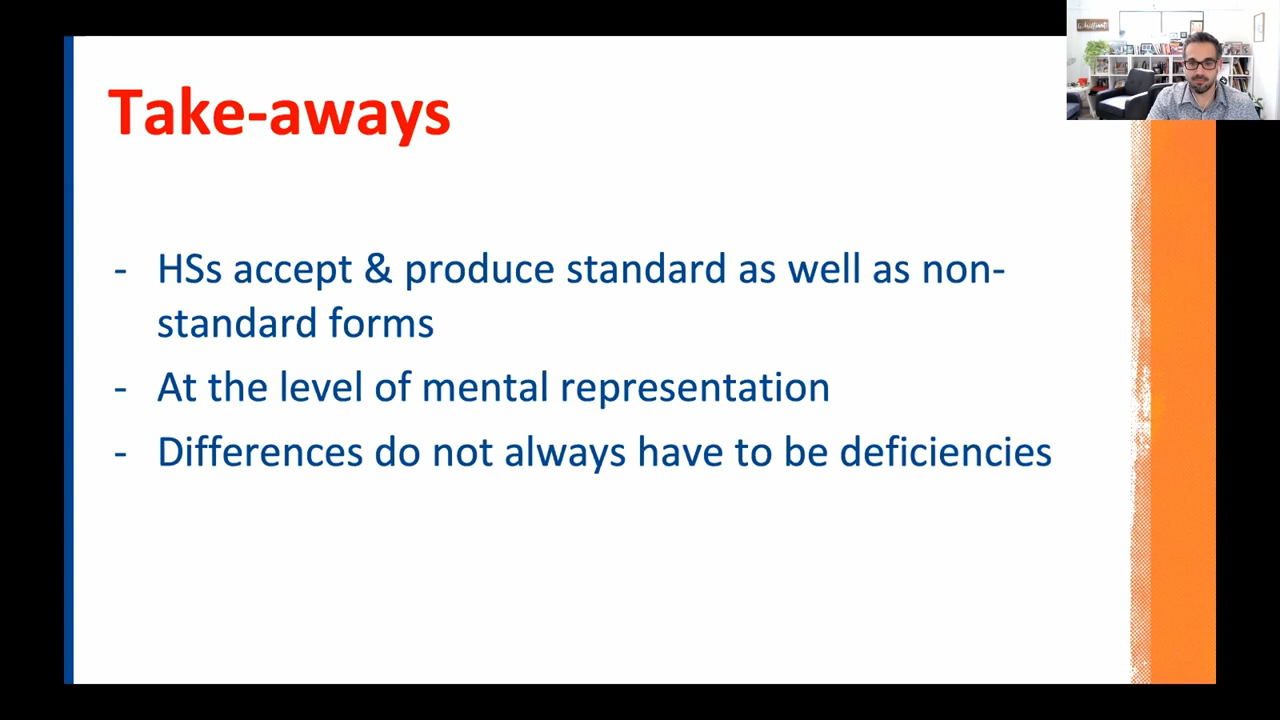 Take-aways
- HSs accept & produce standard as well as non-
standard forms
- At the level of mental representation
- Differences do not always have to be deficiencies